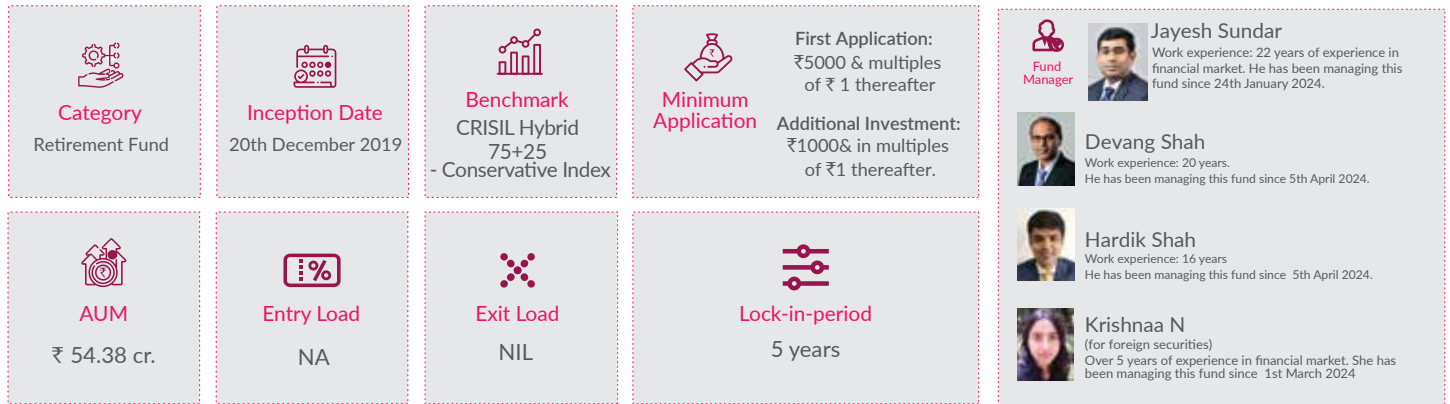 Category
Retirement Fund
Inception Date
20th December 2019
Benchmark
CRISIL Hybrid
75+25
- Conservative Index
Minimum
Application
First Application:
₹5000 & multiples
of ₹ 1 thereafter
Additional Investment:
₹1000& in multiples
of ₹1 thereafter.
AUM
₹ 54.38 cr.
Entry Load
NA
Exit Load
NIL
Lock-in-period
5 years
Fund
Manager
Jayesh Sundar
Work experience: 22 years of experience in
financial market. He has been managing this
fund since 24th January 2024.
Devang Shah
Work experience: 20 years.
He has been managing this fund since 5th April 2024.
Hardik Shah
Work experience: 16 years
He has been managing this fund since 5th April 2024.
Krishnaa N
(for foreign securities)
Over 5 years of experience in financial market. She has
been managing this fund since 1st March 2024